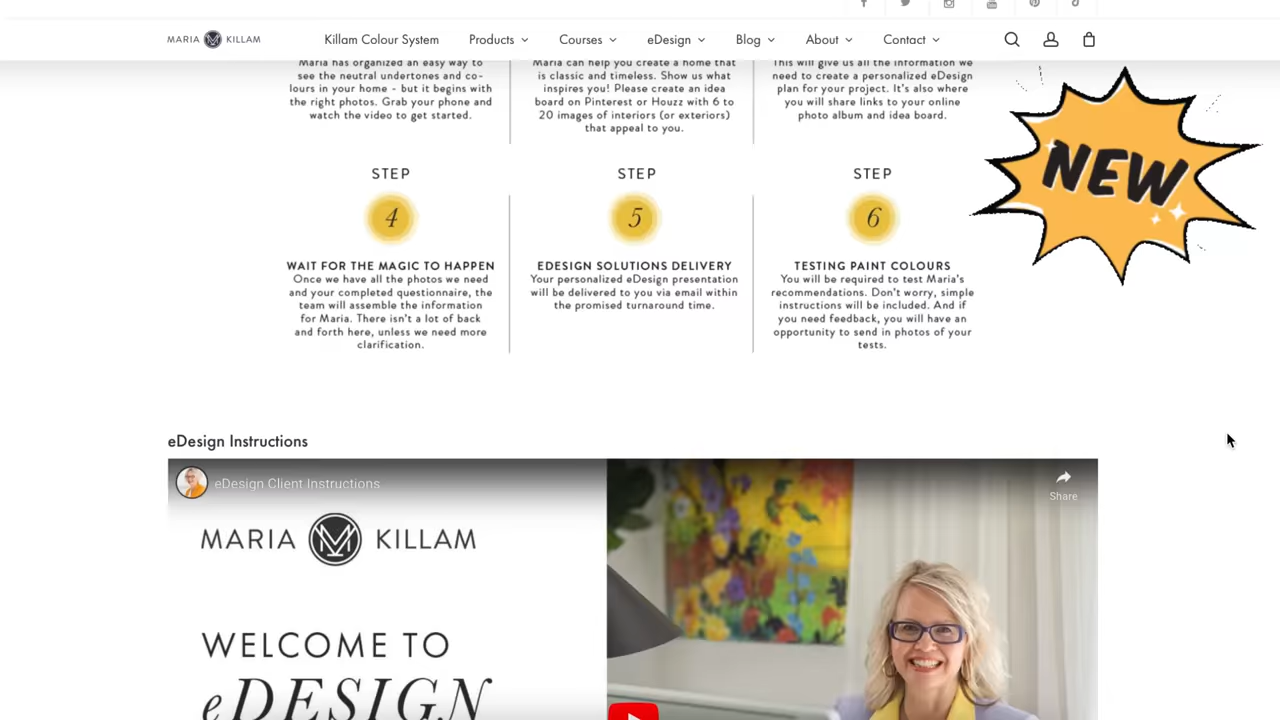 MARIA KILLAM
Killam Colour System
Products
Courses
eDesign
Blog
About
Contact
Maria has organized an easy way to
see the neutral undertones and co-
lours in your home - but it begins with
the right photos. Grab your phone and
watch the video to get started.
Maria can help you create a home that
is classic and timeless. Show us what
inspires you! Please create an idea
board on Pinterest or Houzz with 6 to
20 images of interiors (or exteriors)
that appeal to you.
This will give us all the information we
need to create a personalized eDesign
plan for your project. It's also where
you will share links to your online
photo album and idea board.
NEW
STEP
4
WAIT FOR THE MAGIC TO HAPPEN
Once we have all the photos we need
and your completed questionnaire, the
team will assemble the information
for Maria. There isn't a lot of back
and forth here, unless we need more
clarification.
STEP
5
EDESIGN SOLUTIONS DELIVERY
Your personalized eDesign presentation
will be delivered to you via email within
the promised turnaround time.
STEP
6
TESTING PAINT COLOURS
You will be required to test Maria's
recommendations. Don't worry, simple
instructions will be included. And if
you need feedback, you will have an
opportunity to send in photos of your
tests.
eDesign Instructions
eDesign Client Instructions
Share
MARIA KILLAM
WELCOME TO
eDESIGN